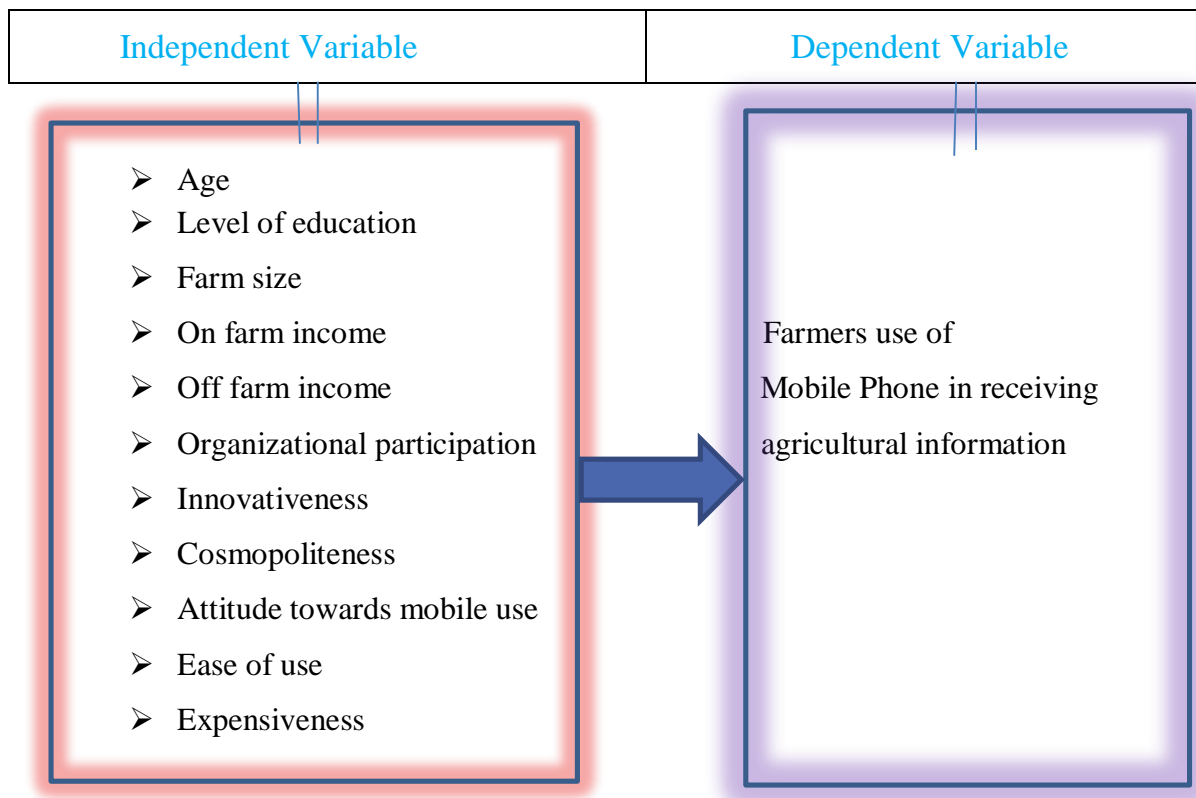 Independent Variable
Dependent Variable
➢ Age
➢ Level of education
➢ Farm size
➢ On farm income
➢ Off farm income
➢ Organizational participation
➢ Innovativeness
➢ Cosmopoliteness
➢ Attitude towards mobile use
➢ Ease of use
➢ Expensiveness
Farmers use of
Mobile Phone in receiving
agricultural information